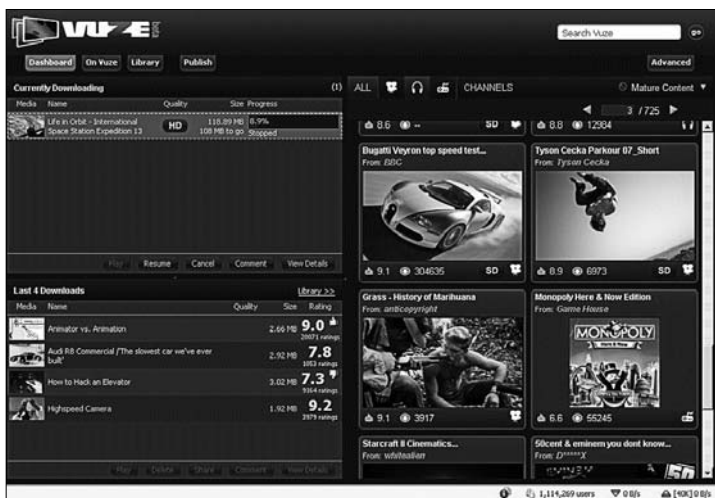 VUZE beta
Search Vuze
go
Dashboard On Vuze Library Publish
Advanced
Currently Downloading (1)
Media Name Quality Size Progress
Life in Orbit - International
Space Station Expedition 13
HD
118.89 MB 8.9%
108 MB to go Stopped
Play Resume Cancel Comment View Details
Last 4 Downloads Library >>
Media Name Quality Size Rating
Animator vs. Animation 2.66 MB 9.0
20071 ratings
Audi R8 Commercial /'The slowest car we've ever
built' 2.92 MB 7.8
1053 ratings
How to Hack an Elevator 3.02 MB 7.3
9364 ratings
Highspeed Camera 1.92 MB 9.2
3979 ratings
Play Delete Share Comment View Details
ALL CHANNELS
Mature Content
3 / 725
8.6 -- SD
8.8 12984
Bugatti Veyron top speed test...
From: BBC
9.1 304635 SD
Tyson Cecka Parkour 07_Short
From: Tyson Cecka
8.9 6973 SD
Grass - History of Marihuana
From: anticopyright
9.1 3917
Monopoly Here & Now Edition
From: Game House
MONOPOLY
6.6 55245
Starcraft II Cinematics...
From: whitealien
50cent & eminem you dont know...
From: D*****X
50
1,114,269 users 0 B/s [40K] 0 B/s